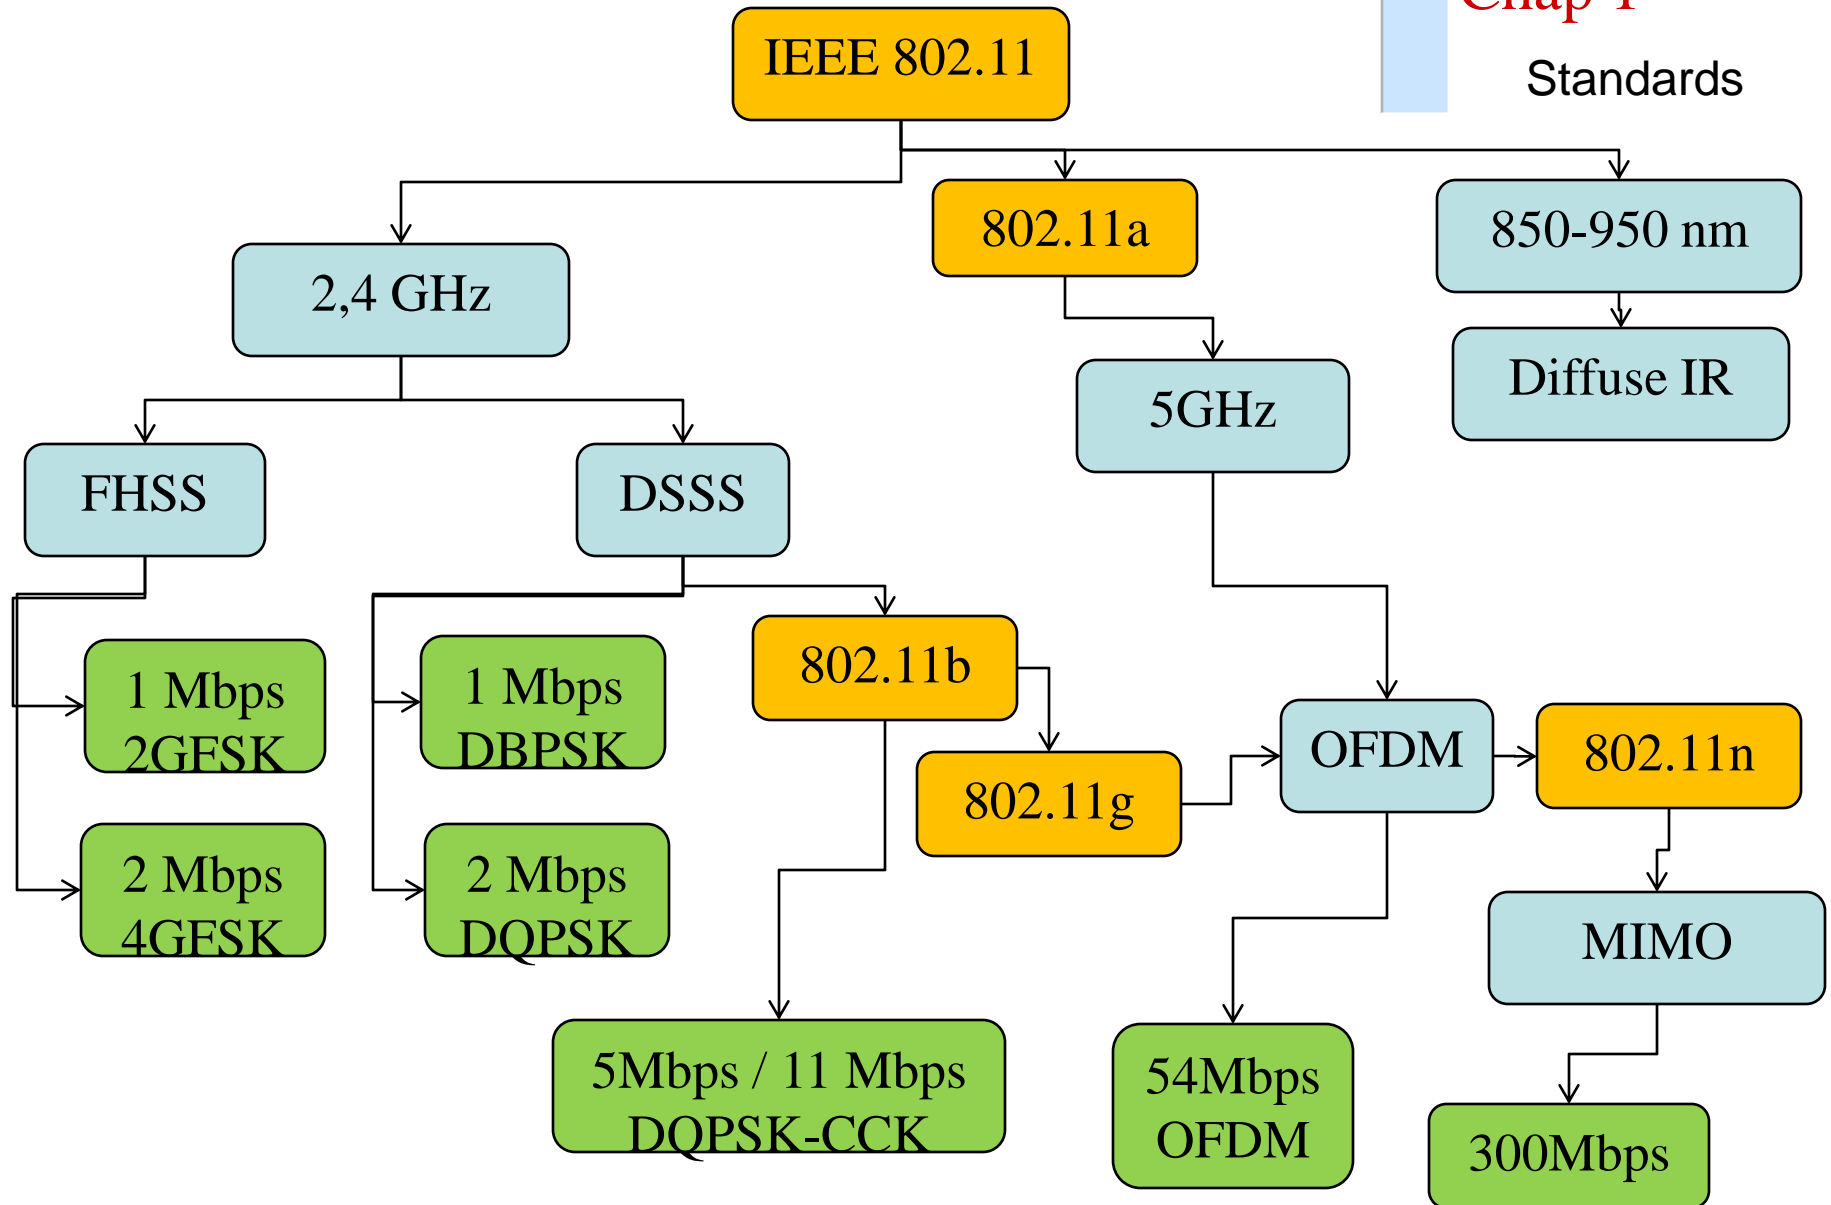 Chap 1
Standards
IEEE 802.11
802.11a
850-950 nm
2,4 GHz
Diffuse IR
5GHz
FHSS
DSSS
1 Mbps
2GFSK
1 Mbps
DBPSK
802.11b
802.11g
OFDM
802.11n
2 Mbps
4GFSK
2 Mbps
DQPSK
MIMO
5Mbps / 11 Mbps
DQPSK-CCK
54Mbps
OFDM
300Mbps